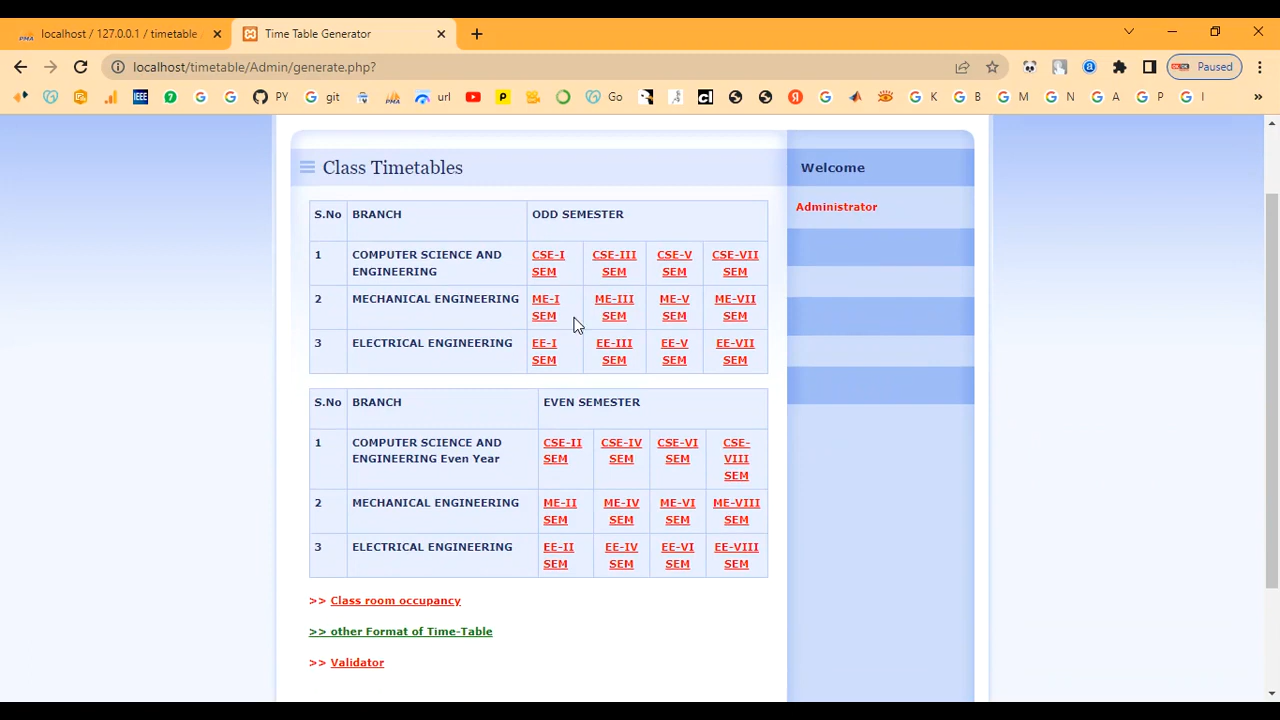 localhost / 127.0.0.1 / timetable
Time Table Generator
localhost/timetable/Admin/generate.php?
Paused
IEEE
PY
git
PMA
url
Go
K
B
M
N
A
P
I
Class Timetables
Welcome
Administrator
S.No BRANCH ODD SEMESTER
1 COMPUTER SCIENCE AND ENGINEERING CSE-I SEM CSE-III SEM CSE-V SEM CSE-VII SEM
2 MECHANICAL ENGINEERING ME-I SEM ME-III SEM ME-V SEM ME-VII SEM
3 ELECTRICAL ENGINEERING EE-I SEM EE-III SEM EE-V SEM EE-VII SEM
S.No BRANCH EVEN SEMESTER
1 COMPUTER SCIENCE AND ENGINEERING Even Year CSE-II SEM CSE-IV SEM CSE-VI SEM CSE-VIII SEM
2 MECHANICAL ENGINEERING ME-II SEM ME-IV SEM ME-VI SEM ME-VIII SEM
3 ELECTRICAL ENGINEERING EE-II SEM EE-IV SEM EE-VI SEM EE-VIII SEM
>> Class room occupancy
>> other Format of Time-Table
>> Validator